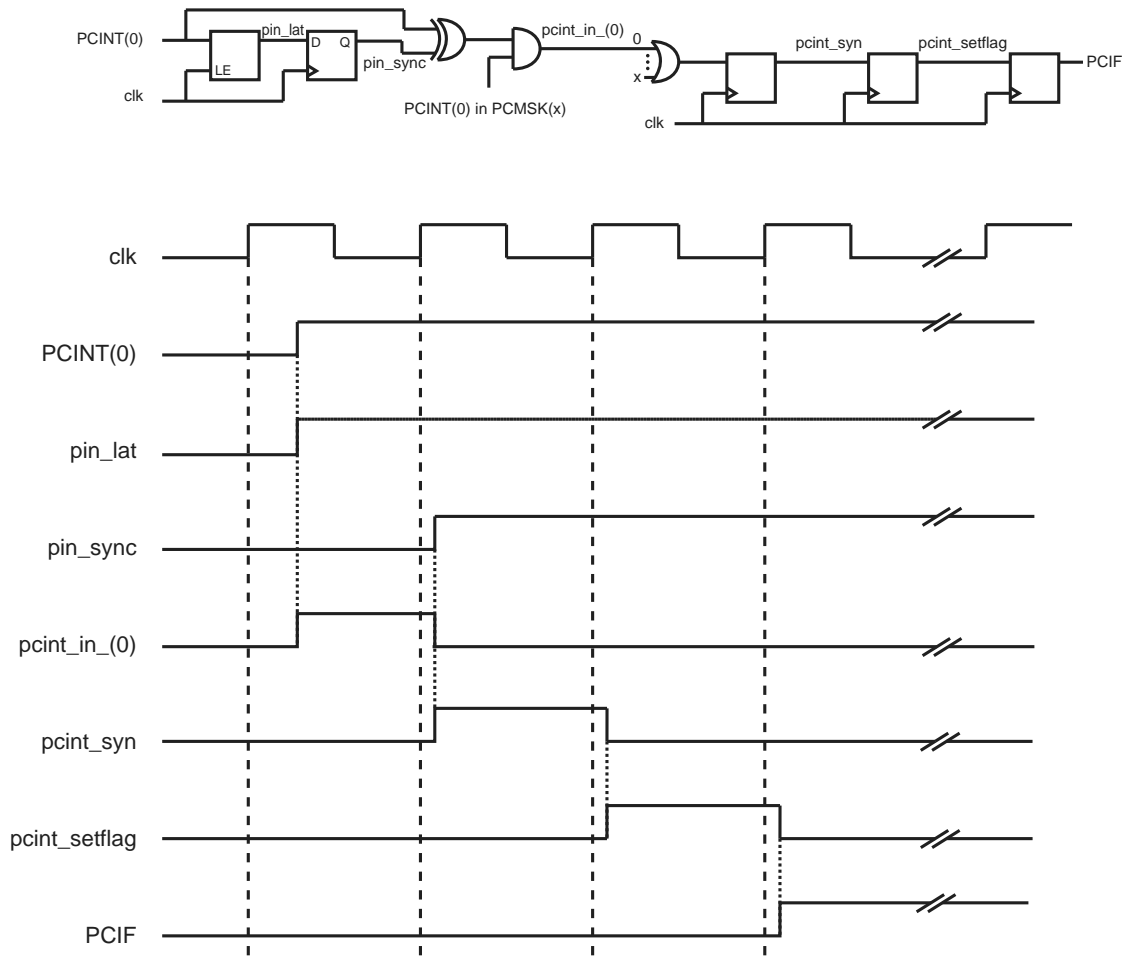 PCINT(0)
pin_lat
D Q
LE
clk
pin_sync
PCINT(0) in PCMSK(x)
pcint_in_(0)
0
x
clk
pcint_syn
pcint_setflag
PCIF
clk
PCINT(0)
pin_lat
pin_sync
pcint_in_(0)
pcint_syn
pcint_setflag
PCIF